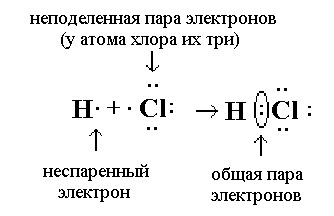 неподеленная пара электронов
(у атома хлора их три)
H· + ·Cl: → H : Cl :
неспаренный
электрон
общая пара
электронов